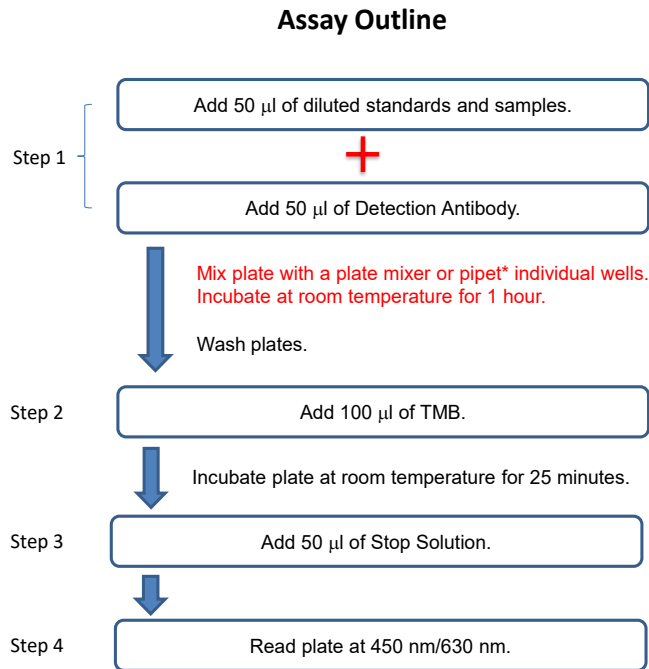 Assay Outline
Add 50 μl of diluted standards and samples.
Step 1
+
Add 50 μl of Detection Antibody.
Mix plate with a plate mixer or pipet* individual wells.
Incubate at room temperature for 1 hour.
Wash plates.
Step 2
Add 100 μl of TMB.
Incubate plate at room temperature for 25 minutes.
Step 3
Add 50 μl of Stop Solution.
Step 4
Read plate at 450 nm/630 nm.